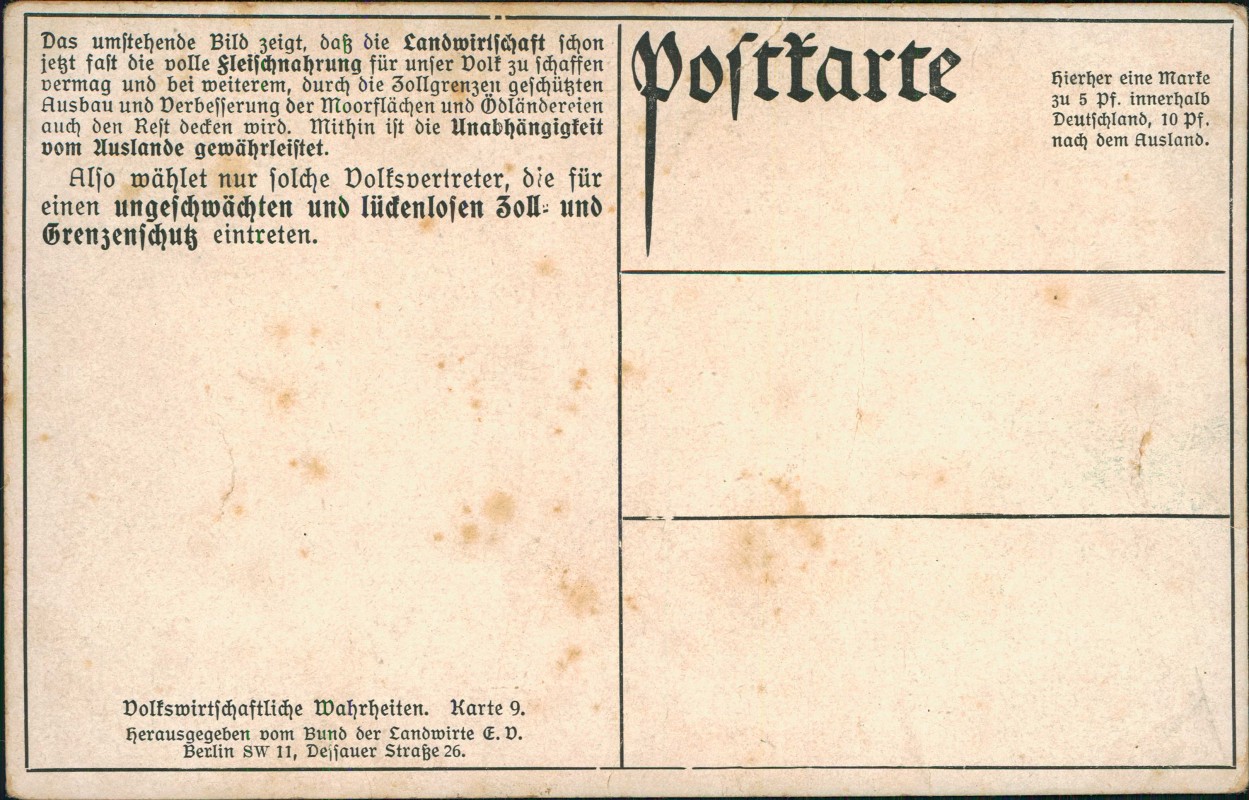 Das umſtehende Bild zeigt, daß die Landwirtſchaft ſchon
jetzt faſt die volle Fleiſchnahrung für unſer Volk zu ſchaffen
vermag und bei weiterem, durch die Zollgrenzen geſchützten
Ausbau und Verbeſſerung der Moorflächen und Ödländereien
auch den Reſt decken wird. Mithin iſt die Unabhängigkeit
vom Auslande gewährleiſtet.
Alſo wählet nur ſolche Volksvertreter, die für
einen ungeſchwächten und lückenloſen Zoll- und
Grenzenſchutz eintreten.
Volkswirtſchaftliche Wahrheiten. Karte 9.
Herausgegeben vom Bund der Landwirte E. V.
Berlin SW 11, Deſſauer Straße 26.
Poſtkarte
Hierher eine Marke
zu 5 Pf. innerhalb
Deutſchland, 10 Pf.
nach dem Ausland.